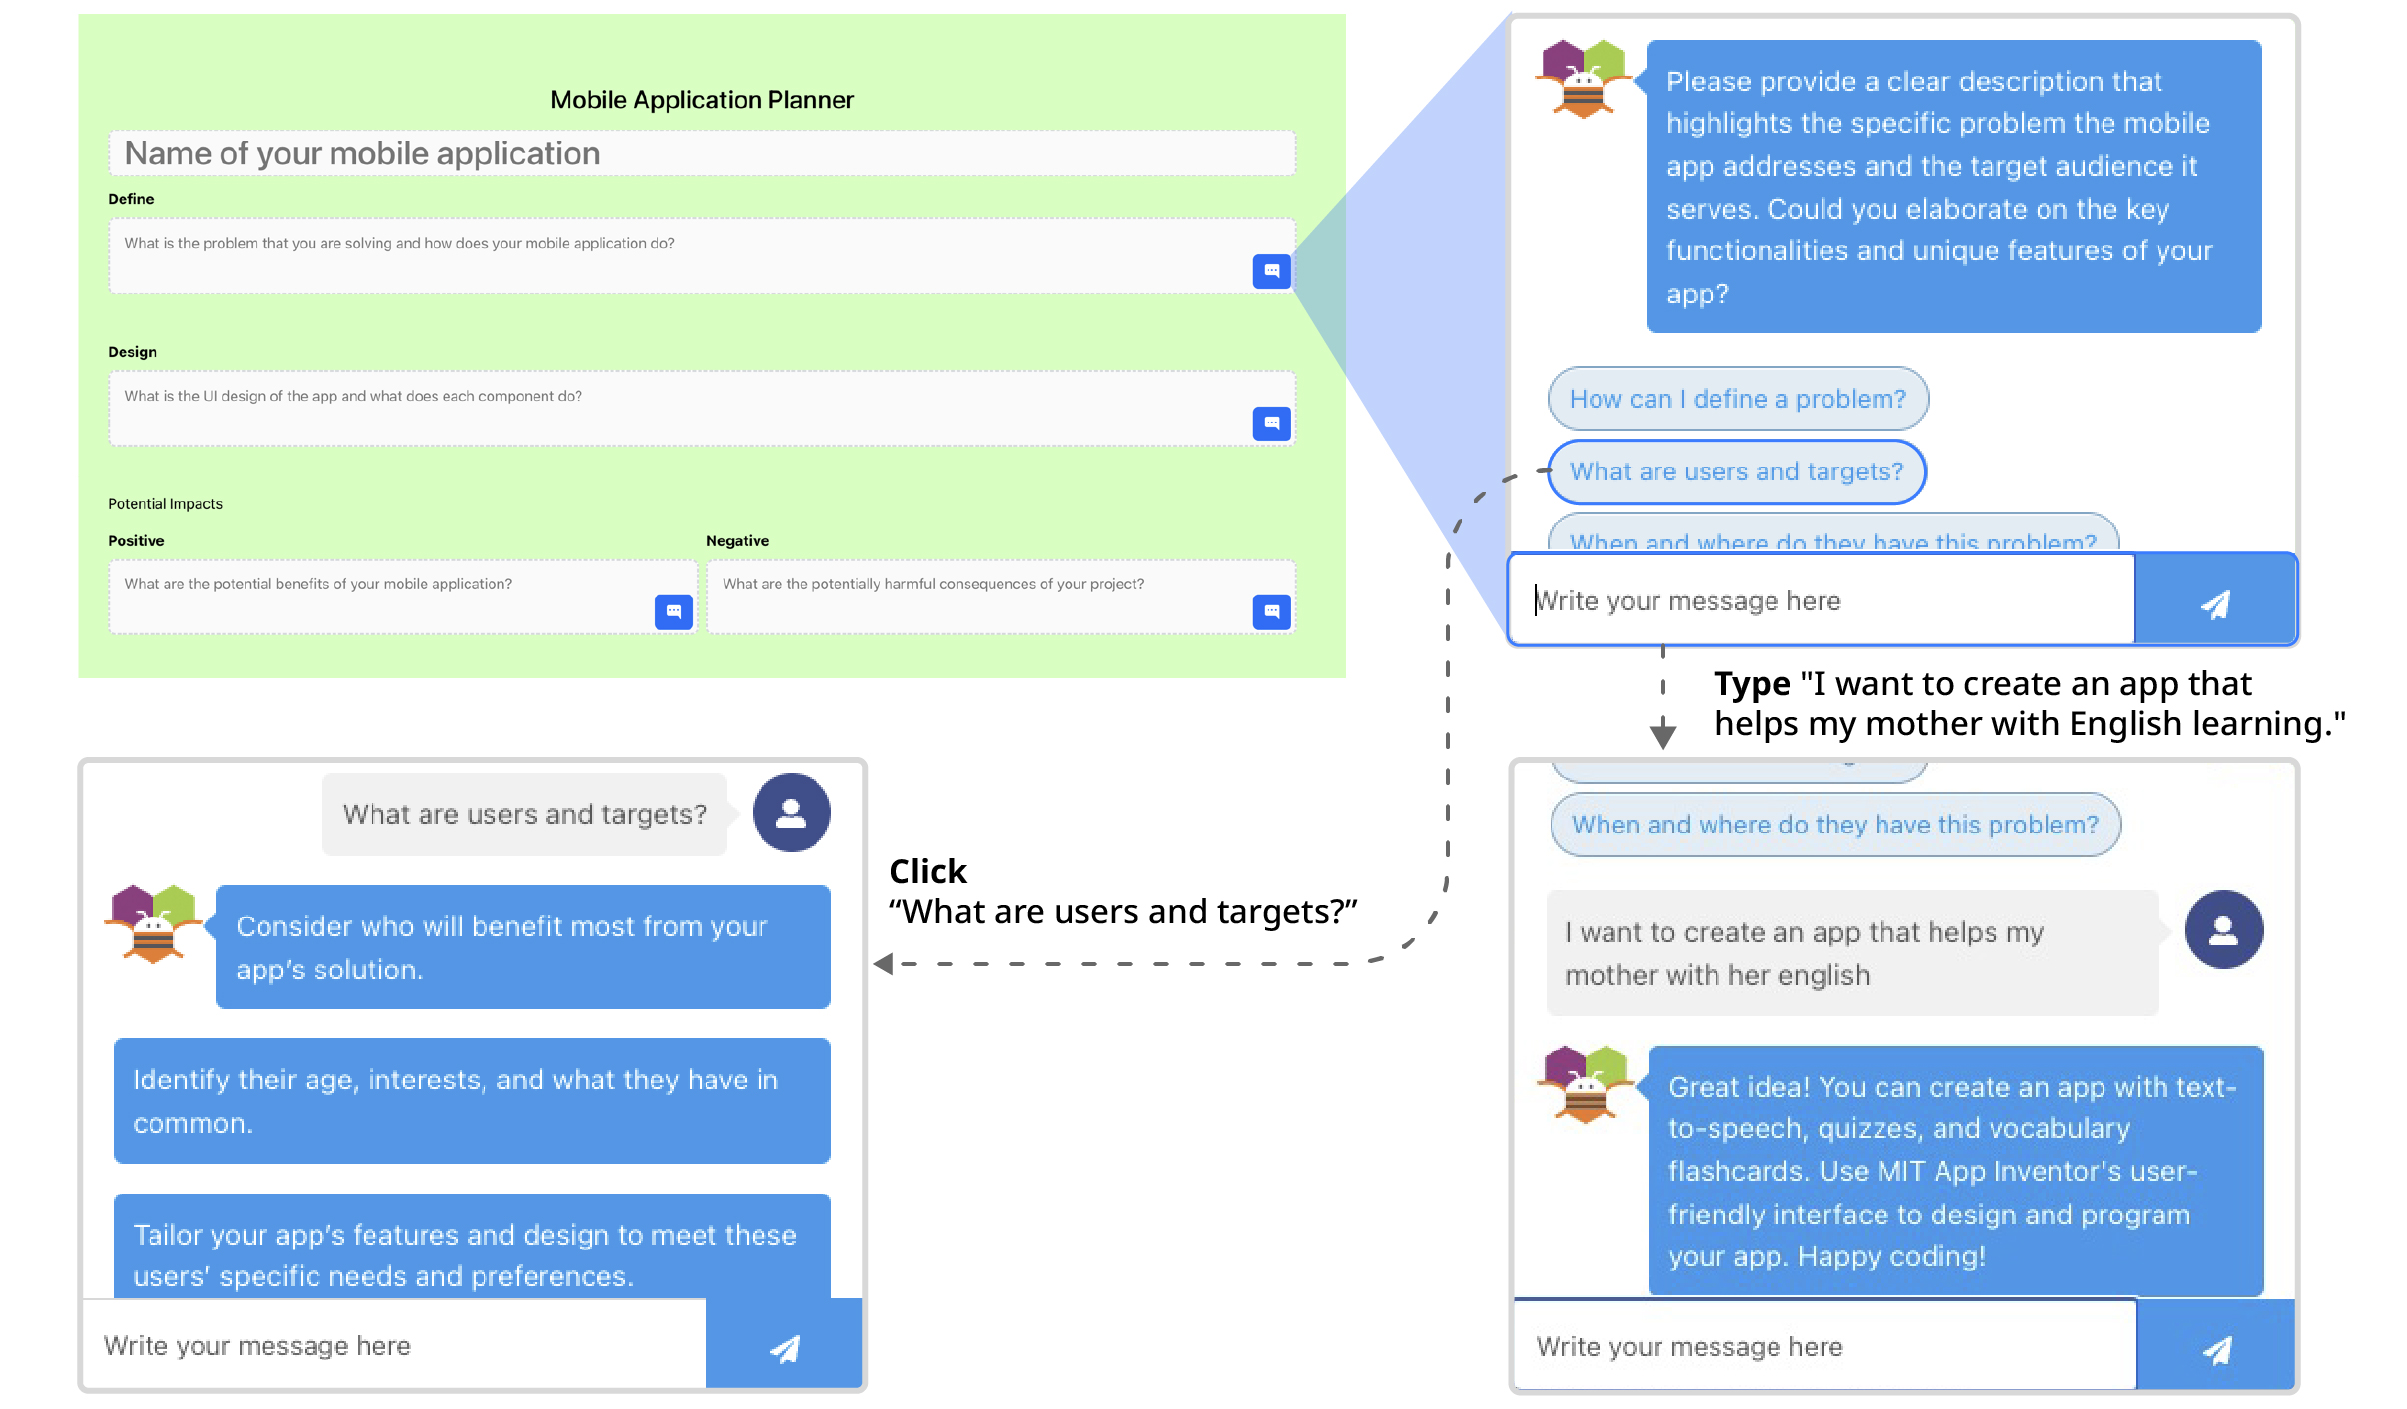 Mobile Application Planner
Name of your mobile application
Define
What is the problem that you are solving and how does your mobile application do?
Design
What is the UI design of the app and what does each component do?
Potential Impacts
Positive
What are the potential benefits of your mobile application?
Negative
What are the potentially harmful consequences of your project?
Please provide a clear description that
highlights the specific problem the mobile
app addresses and the target audience it
serves. Could you elaborate on the key
functionalities and unique features of your
app?
How can I define a problem?
What are users and targets?
When and where do they have this problem?
Write your message here
Type "I want to create an app that
helps my mother with English learning."
Click
“What are users and targets?”
What are users and targets?
Consider who will benefit most from your
app’s solution.
Identify their age, interests, and what they have in
common.
Tailor your app’s features and design to meet these
users’ specific needs and preferences.
Write your message here
When and where do they have this problem?
I want to create an app that helps my
mother with her english
Great idea! You can create an app with text-
to-speech, quizzes, and vocabulary
flashcards. Use MIT App Inventor's user-
friendly interface to design and program
your app. Happy coding!
Write your message here